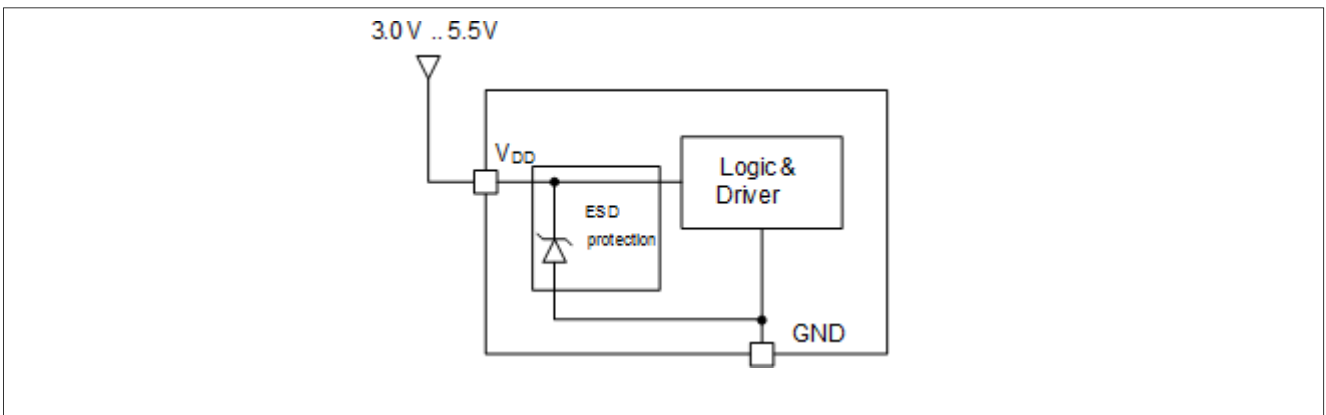 3.0 V .. 5.5V
VDD
Logic &
Driver
ESD
protection
GND